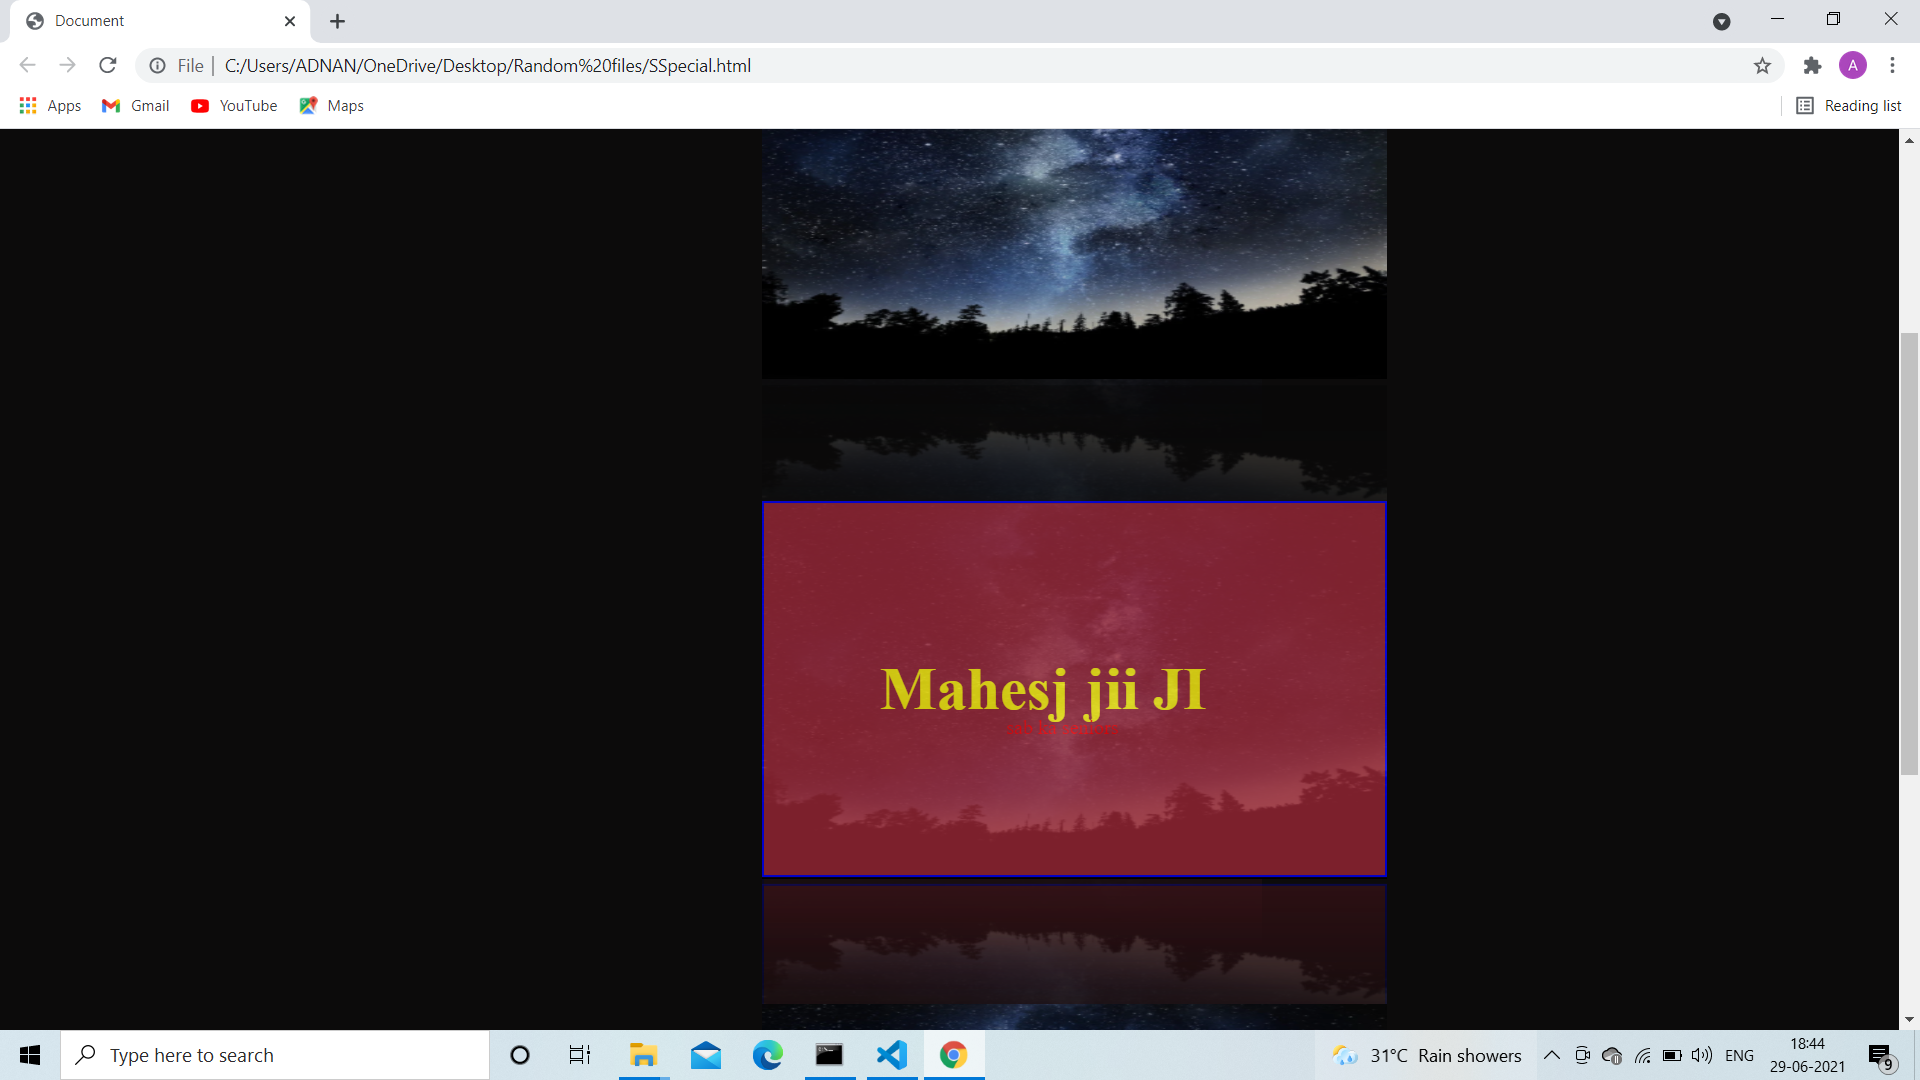 Document
File
C:/Users/ADNAN/OneDrive/Desktop/Random%20files/SSpecial.html
A
Apps
Gmail
YouTube
Maps
Reading list
Mahesj jii JI
Type here to search
31°C Rain showers
ENG
18:44
29-06-2021
9